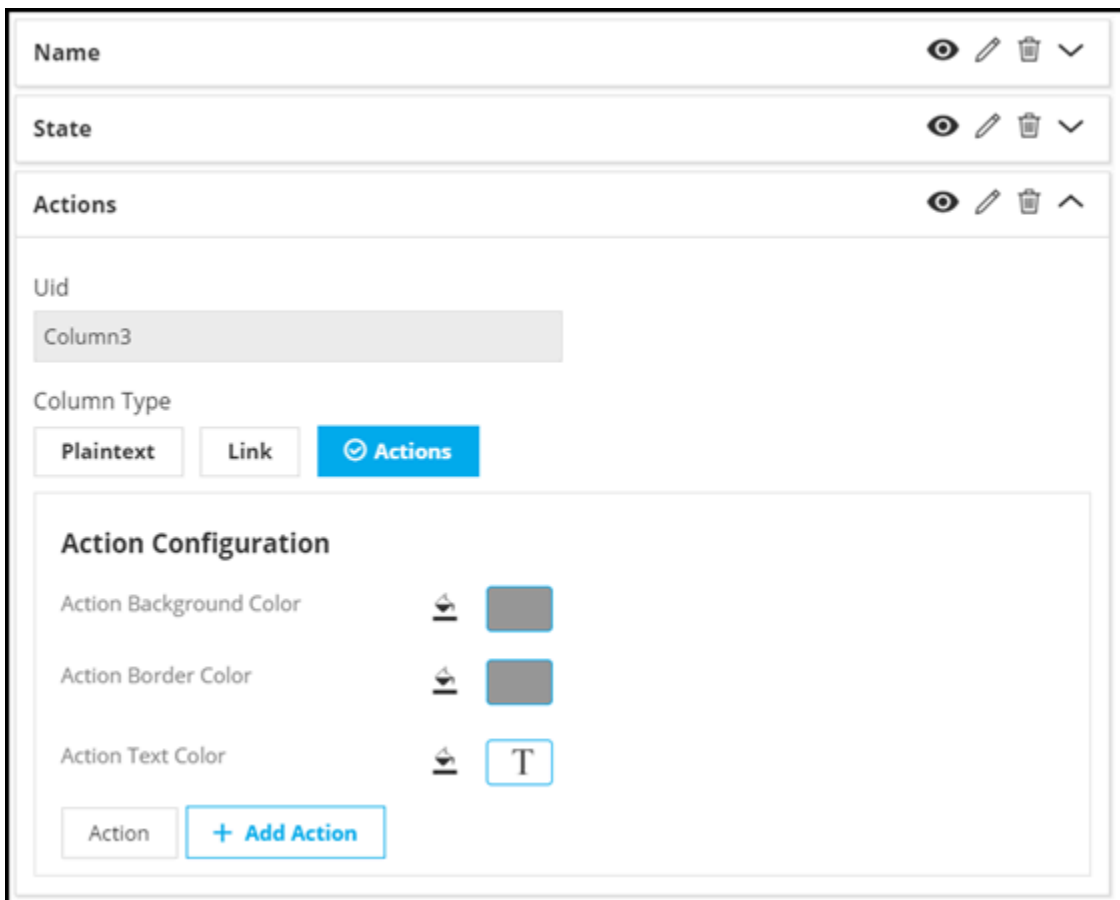 Name
State
Actions
Uid
Column3
Column Type
Plaintext Link Actions
Action Configuration
Action Background Color
Action Border Color
Action Text Color T
Action + Add Action